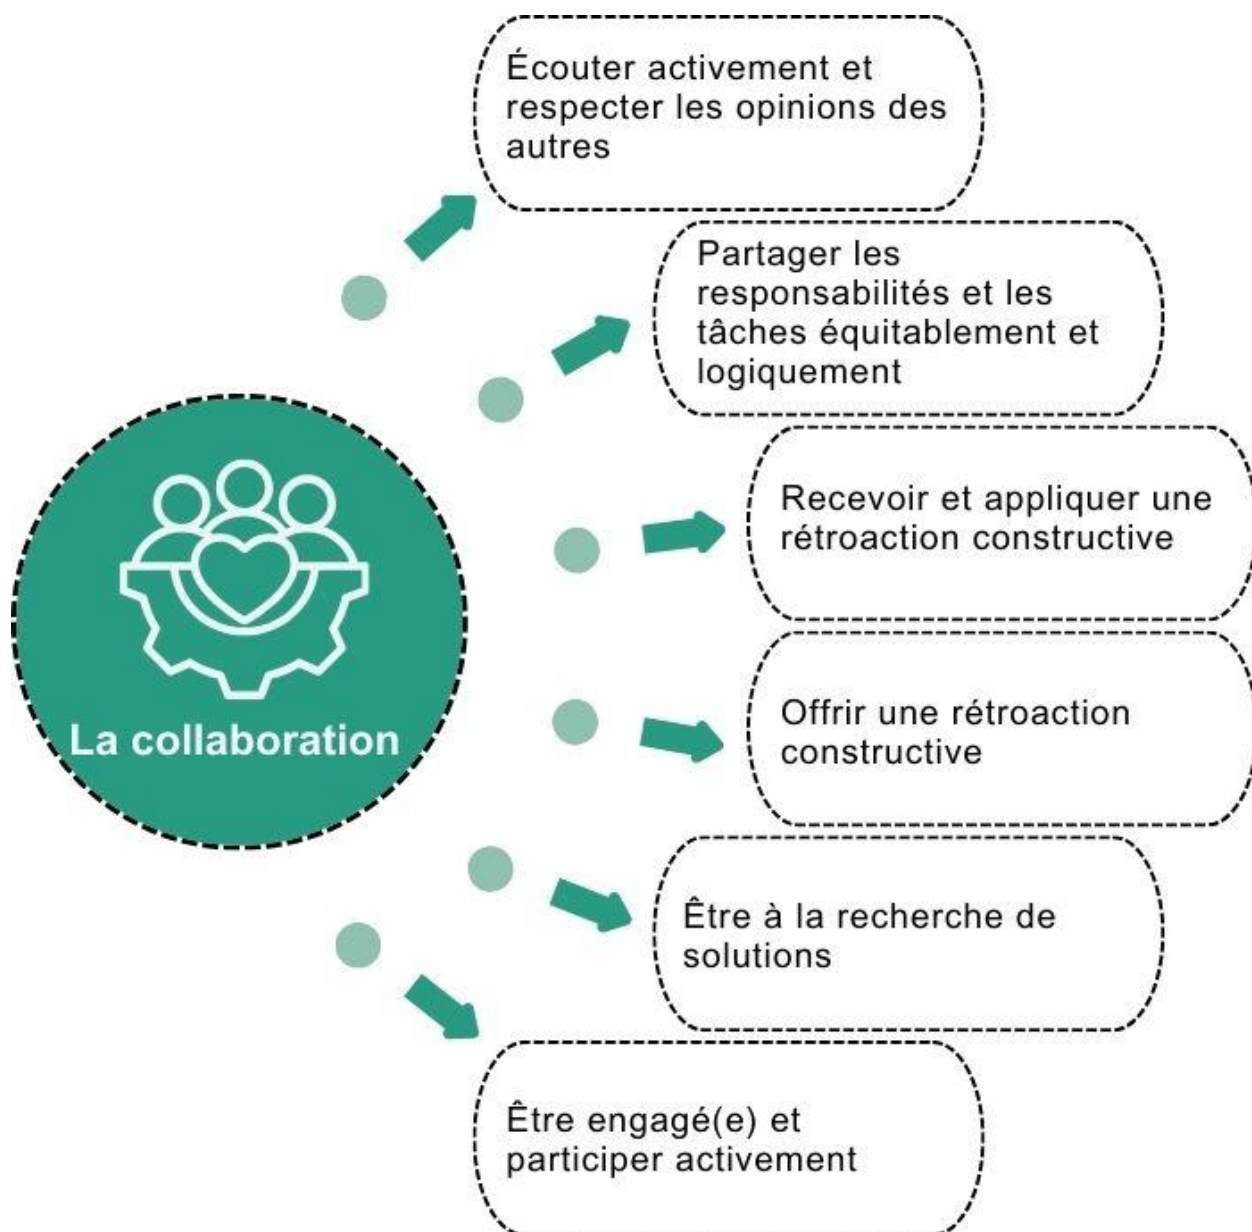 Écouter activement et
respecter les opinions des
autres
Partager les
responsabilités et les
tâches équitablement et
logiquement
Recevoir et appliquer une
rétroaction constructive
La collaboration
Offrir une rétroaction
constructive
Être à la recherche de
solutions
Être engagé(e) et
participer activement